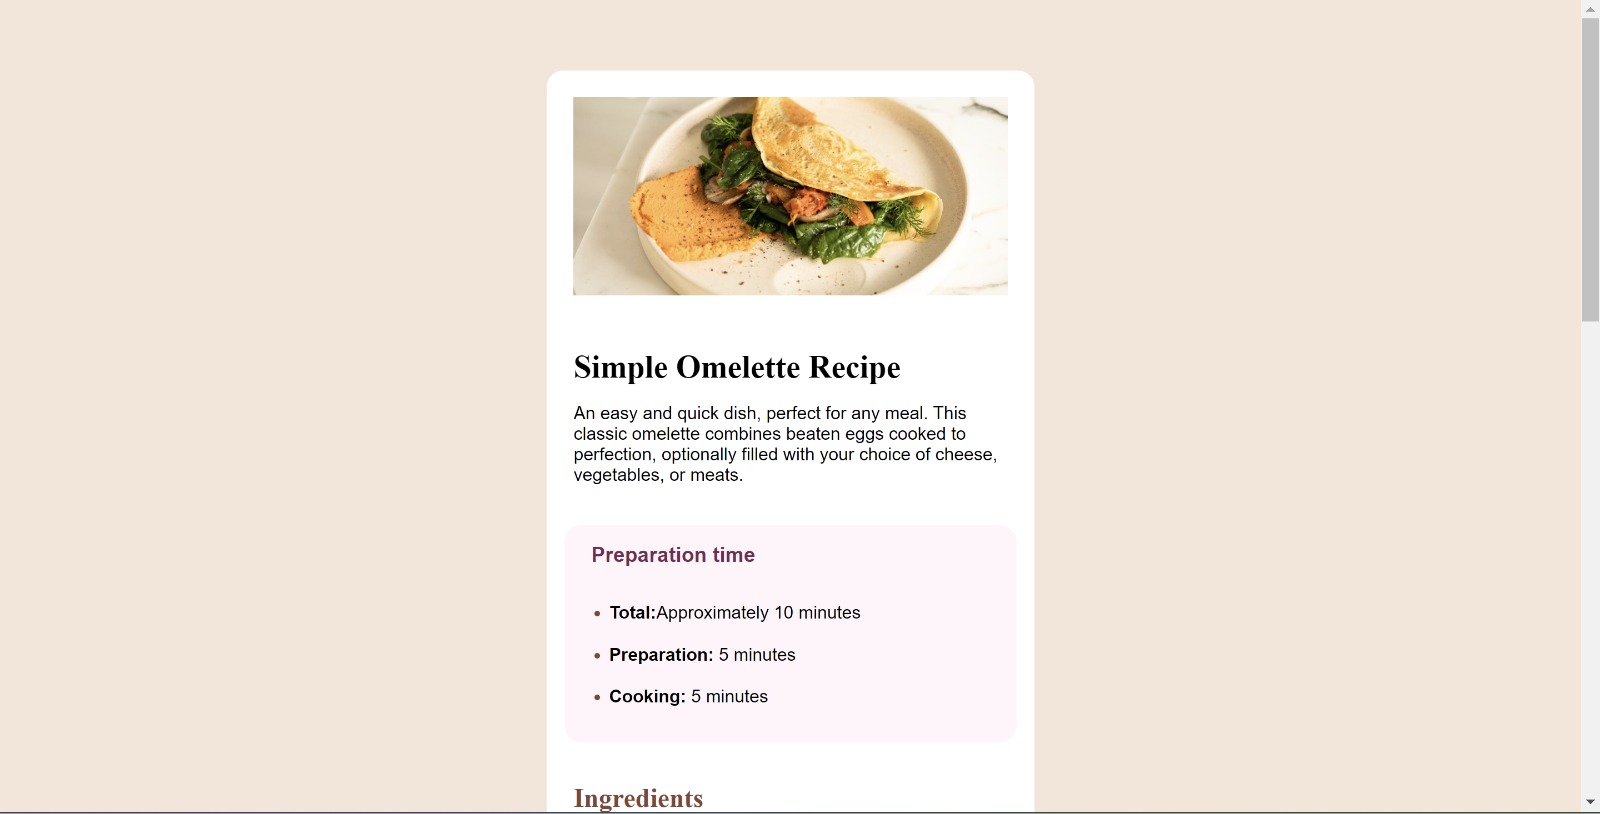 Simple Omelette Recipe
An easy and quick dish, perfect for any meal. This
classic omelette combines beaten eggs cooked to
perfection, optionally filled with your choice of cheese,
vegetables, or meats.
Preparation time
• Total:Approximately 10 minutes
• Preparation: 5 minutes
• Cooking: 5 minutes
Ingredients